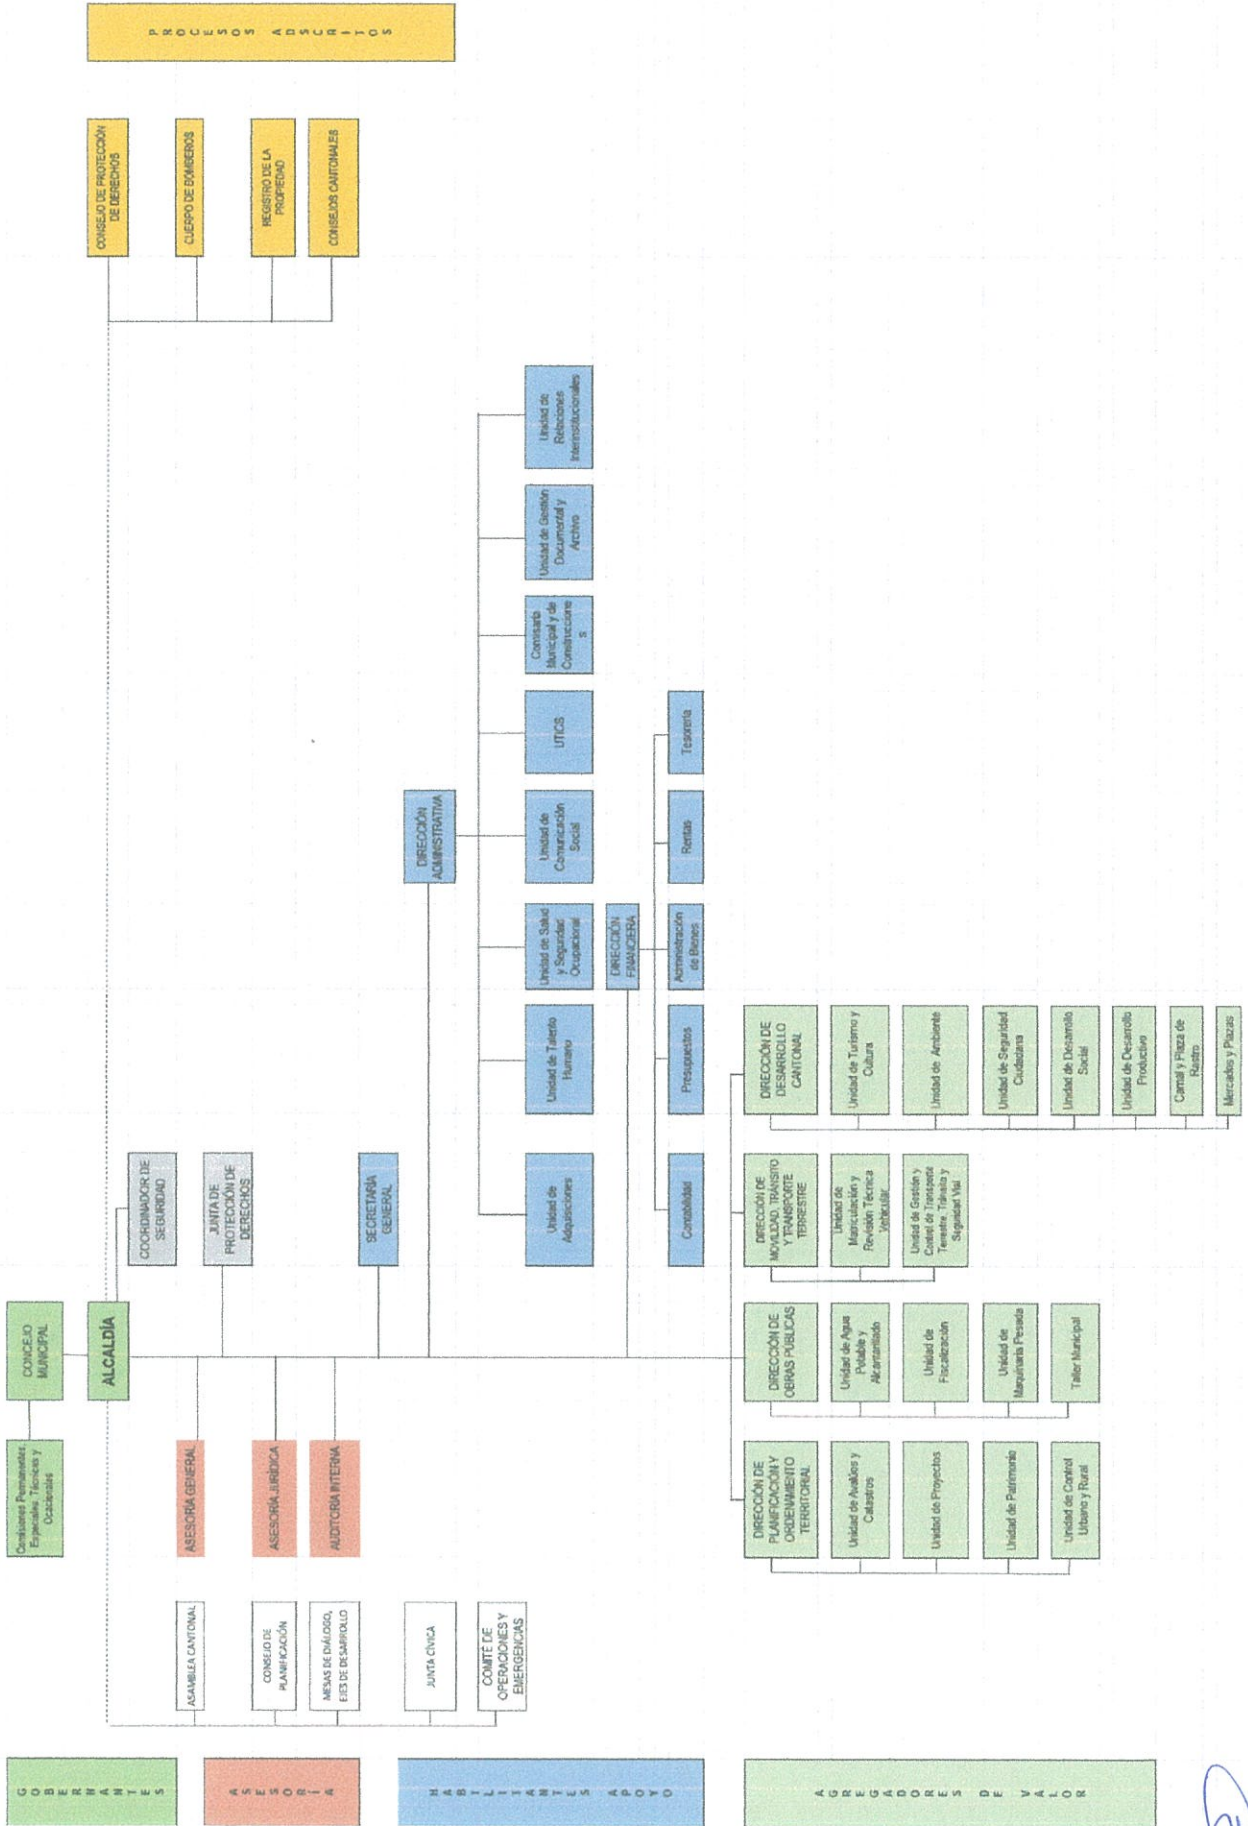 GOBERNANTES
Comisiones Permanentes,
Especiales, Técnicas y
Ocacionales
CONCEJO
MUNICIPAL
ALCALDÍA
ASESORÍA
ASAMBLEA CANTONAL
CONSEJO DE
PLANIFICACIÓN
MESAS DE DIÁLOGO,
EJES DE DESARROLLO
JUNTA CÍVICA
COMITÉ DE
OPERACIONES Y
EMERGENCIAS
ASESORÍA GENERAL
ASESORÍA JURÍDICA
AUDITORIA INTERNA
COORDINADOR DE
SEGURIDAD
JUNTA DE
PROTECCIÓN DE
DERECHOS
HABILITANTES APOYO
SECRETARÍA
GENERAL
DIRECCIÓN
ADMINISTRATIVA
Unidad de
Adquisiciones
Unidad de Talento
Humano
Unidad de Salud
y Seguridad
Ocupacional
Unidad de
Comunicación
Social
UTICS
Comisaría
Municipal y de
Construccione
s
Unidad de Gestión
Documental y
Archivo
Unidad de
Relaciones
Interinstitucionales
DIRECCIÓN
FINANCIERA
Contabilidad
Presupuestos
Administración
de Bienes
Rentas
Tesorería
AGREGADORES DE VALOR
DIRECCIÓN DE
PLANIFICACIÓN Y
ORDENAMIENTO
TERRITORIAL
Unidad de Avalúos y
Catastros
Unidad de Proyectos
Unidad de Patrimonio
Unidad de Control
Urbano y Rural
DIRECCIÓN DE
OBRAS PÚBLICAS
Unidad de Agua
Potable y
Alcantarillado
Unidad de
Fiscalización
Unidad de
Maquinaria Pesada
Taller Municipal
DIRECCIÓN DE
MOVILIDAD, TRÁNSITO
Y TRANSPORTE
TERRESTRE
Unidad de
Matriculación y
Revisión Técnica
Vehicular
Unidad de Gestión y
Control de Transporte
Terrestre, Tránsito y
Seguridad Vial
DIRECCIÓN DE
DESARROLLO
CANTONAL
Unidad de Turismo y
Cultura
Unidad de Ambiente
Unidad de Seguridad
Ciudadana
Unidad de Desarrollo
Social
Unidad de Desarrollo
Productivo
Camal y Plaza de
Rastro
Mercados y Plazas
CONSEJO DE PROTECCIÓN
DE DERECHOS
CUERPO DE BOMBEROS
REGISTRO DE LA
PROPIEDAD
CONSEJOS CANTONALES
PROCESOS ADSCRITOS